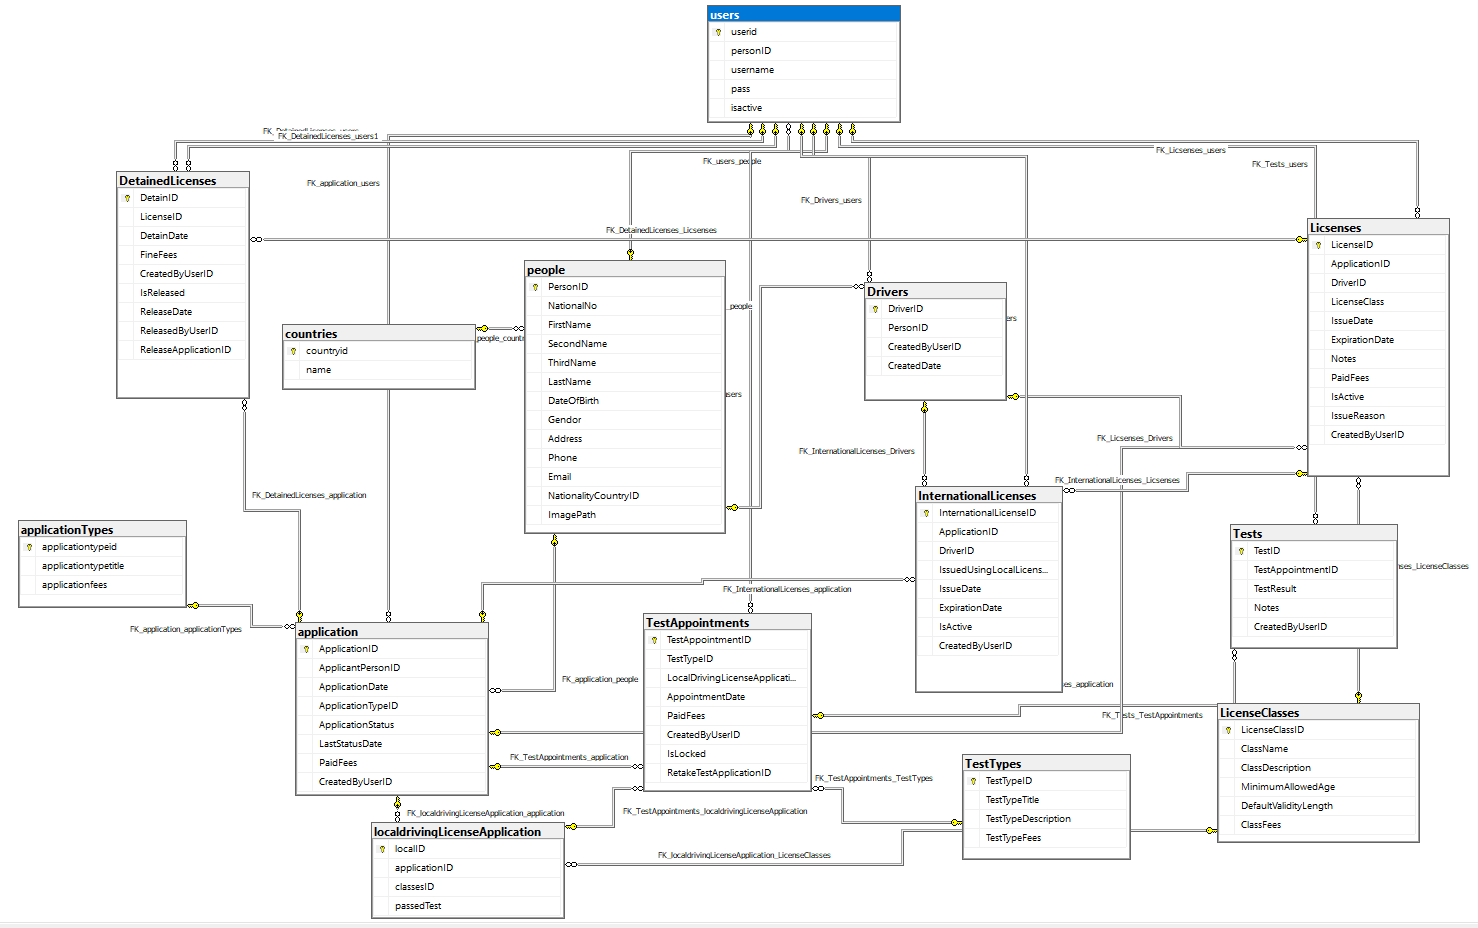 users
userid
personID
username
pass
isactive
FK_DetainedLicenses_users1
FK_application_users
FK_users_people
FK_Drivers_users
FK_Licsenses_users
FK_Tests_users
DetainedLicenses
DetainID
LicenseID
DetainDate
FineFees
CreatedByUserID
IsReleased
ReleaseDate
ReleasedByUserID
ReleaseApplicationID
FK_DetainedLicenses_Licsenses
Licsenses
LicenseID
ApplicationID
DriverID
LicenseClass
IssueDate
ExpirationDate
Notes
PaidFees
IsActive
IssueReason
CreatedByUserID
people
PersonID
NationalNo
FirstName
SecondName
ThirdName
LastName
DateOfBirth
Gendor
Address
Phone
Email
NationalityCountryID
ImagePath
_people
users
Drivers
DriverID
PersonID
CreatedByUserID
CreatedDate
ers
countries
countryid
name
people_countr
FK_Licsenses_Drivers
FK_InternationalLicenses_Drivers
FK_InternationalLicenses_Licsenses
FK_DetainedLicenses_application
InternationalLicenses
InternationalLicenseID
ApplicationID
DriverID
IssuedUsingLocalLicens...
IssueDate
ExpirationDate
IsActive
CreatedByUserID
applicationTypes
applicationtypeid
applicationtypetitle
applicationfees
Tests
TestID
TestAppointmentID
TestResult
Notes
CreatedByUserID
nses_LicenseClasses
FK_InternationalLicenses_application
FK_application_applicationTypes
application
ApplicationID
ApplicantPersonID
ApplicationDate
ApplicationTypeID
ApplicationStatus
LastStatusDate
PaidFees
CreatedByUserID
FK_application_people
TestAppointments
TestAppointmentID
TestTypeID
LocalDrivingLicenseApplicati...
AppointmentDate
PaidFees
CreatedByUserID
IsLocked
RetakeTestApplicationID
ses_application
FK_Tests_TestAppointments
LicenseClasses
LicenseClassID
ClassName
ClassDescription
MinimumAllowedAge
DefaultValidityLength
ClassFees
FK_TestAppointments_application
TestTypes
TestTypeID
TestTypeTitle
TestTypeDescription
TestTypeFees
FK_TestAppointments_TestTypes
FK_localdrivingLicenseApplication_application
FK_TestAppointments_localdrivingLicenseApplication
localdrivingLicenseApplication
localID
applicationID
classesID
passedTest
FK_localdrivingLicenseApplication_LicenseClasses